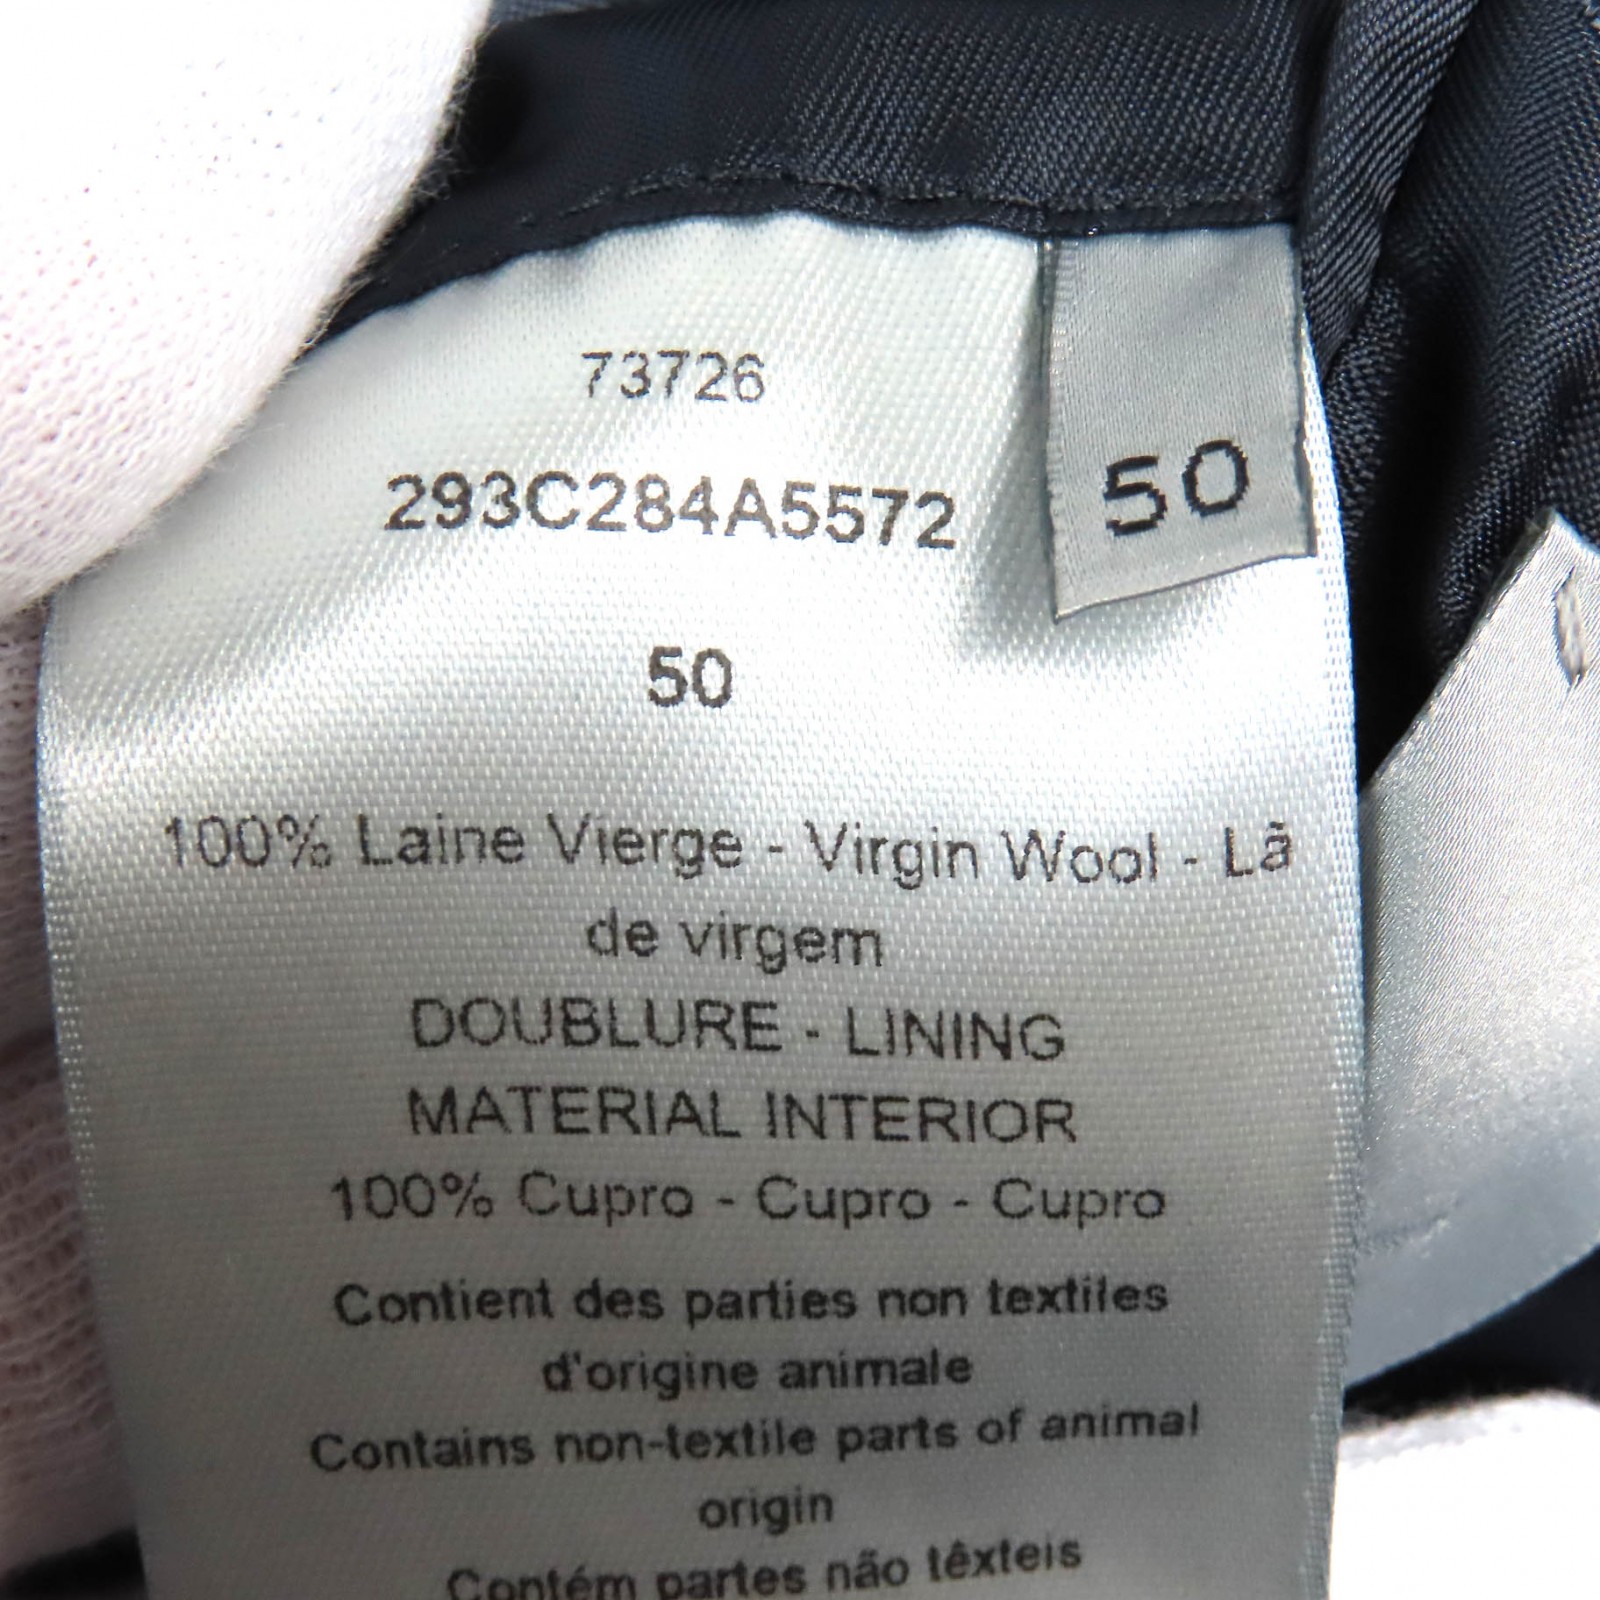 73726
293C284A5572
50
50
100% Laine Vierge - Virgin Wool - Lã
de virgem
DOUBLURE - LINING
MATERIAL INTERIOR
100% Cupro - Cupro - Cupro
Contient des parties non textiles
d'origine animale
Contains non-textile parts of animal
origin
Contém partes não têxteis